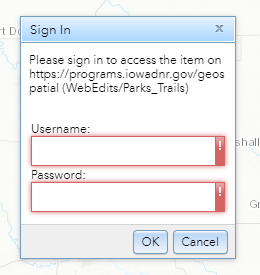 Sign In
Please sign in to access the item on
https://programs.iowadnr.gov/geos
patial (WebEdits/Parks_Trails)
Username:
!
Password:
!
OK Cancel